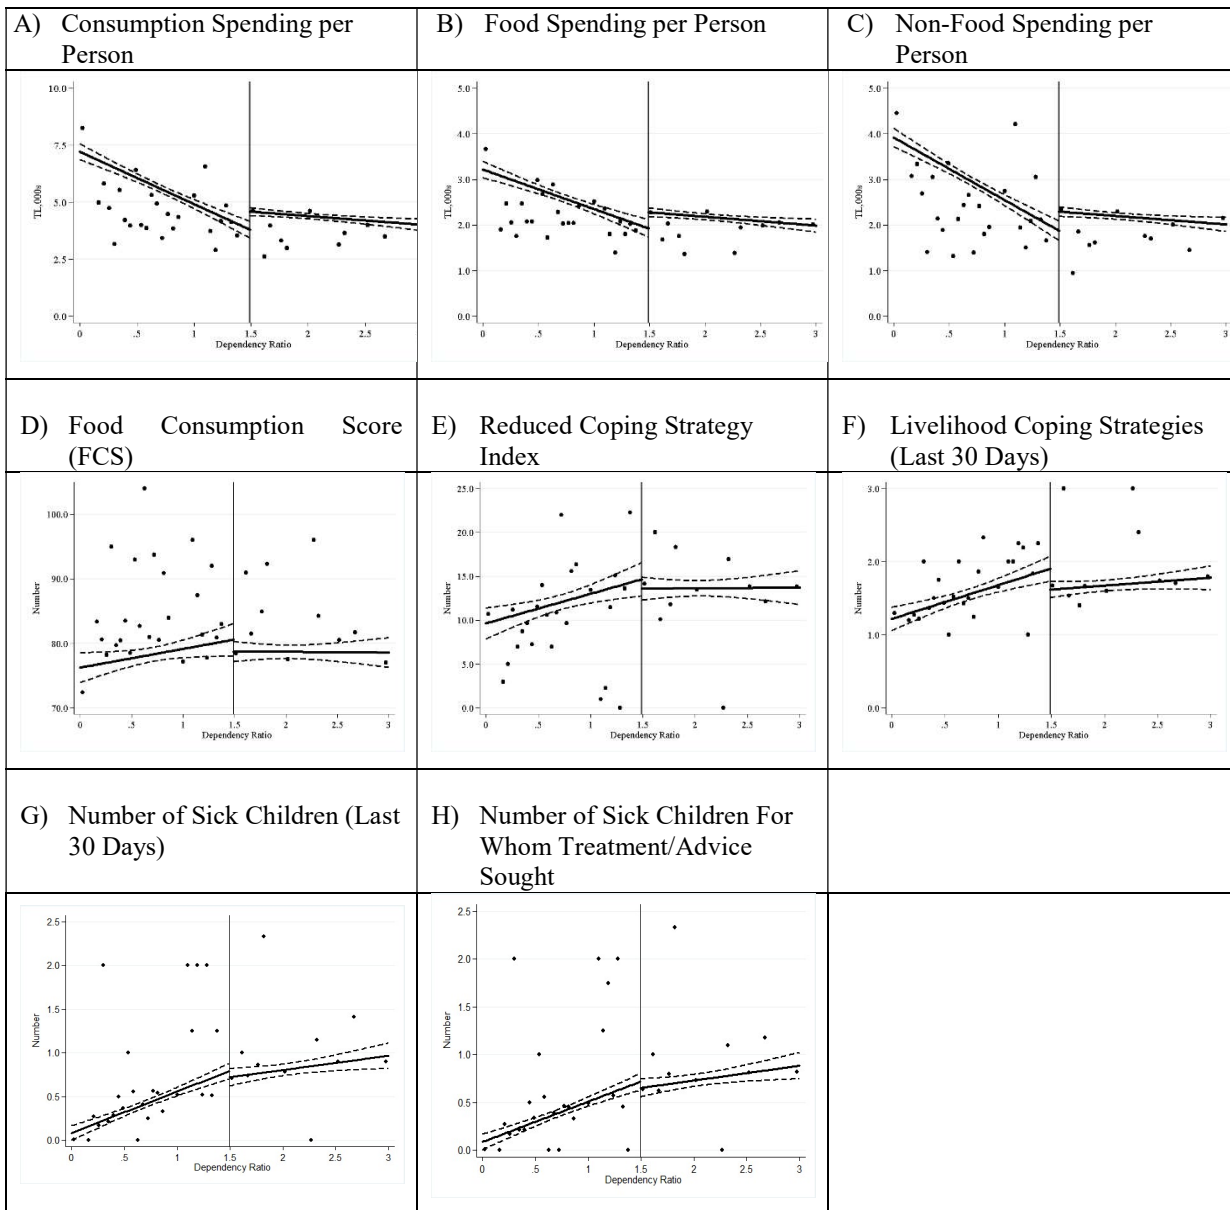 A) Consumption Spending per
Person
B) Food Spending per Person
C) Non-Food Spending per
Person
10.0
7.5
5.0
2.5
0.0
TL,000s
0 .5 1 1.5 2 2.5
Dependency Ratio
5.0
4.0
3.0
2.0
1.0
0.0
TL,000s
0 .5 1 1.5 2 2.5 3
Dependency Ratio
5.0
4.0
3.0
2.0
1.0
0.0
TL,000s
0 .5 1 1.5 2 2.5 3
Dependency Ratio
D) Food Consumption Score
(FCS)
E) Reduced Coping Strategy
Index
F) Livelihood Coping Strategies
(Last 30 Days)
100.0
90.0
80.0
70.0
Number
0 .5 1 1.5 2 2.5 3
Dependency Ratio
25.0
20.0
15.0
10.0
5.0
0.0
Number
0 .5 1 1.5 2 2.5 3
Dependency Ratio
3.0
2.0
1.0
0.0
Number
0 .5 1 1.5 2 2.5 3
Dependency Ratio
G) Number of Sick Children (Last
30 Days)
H) Number of Sick Children For
Whom Treatment/Advice
Sought
2.5
2.0
1.5
1.0
0.5
0.0
Number
0 .5 1 1.5 2 2.5 3
Dependency Ratio
2.5
2.0
1.5
1.0
0.5
0.0
Number
0 .5 1 1.5 2 2.5 3
Dependency Ratio